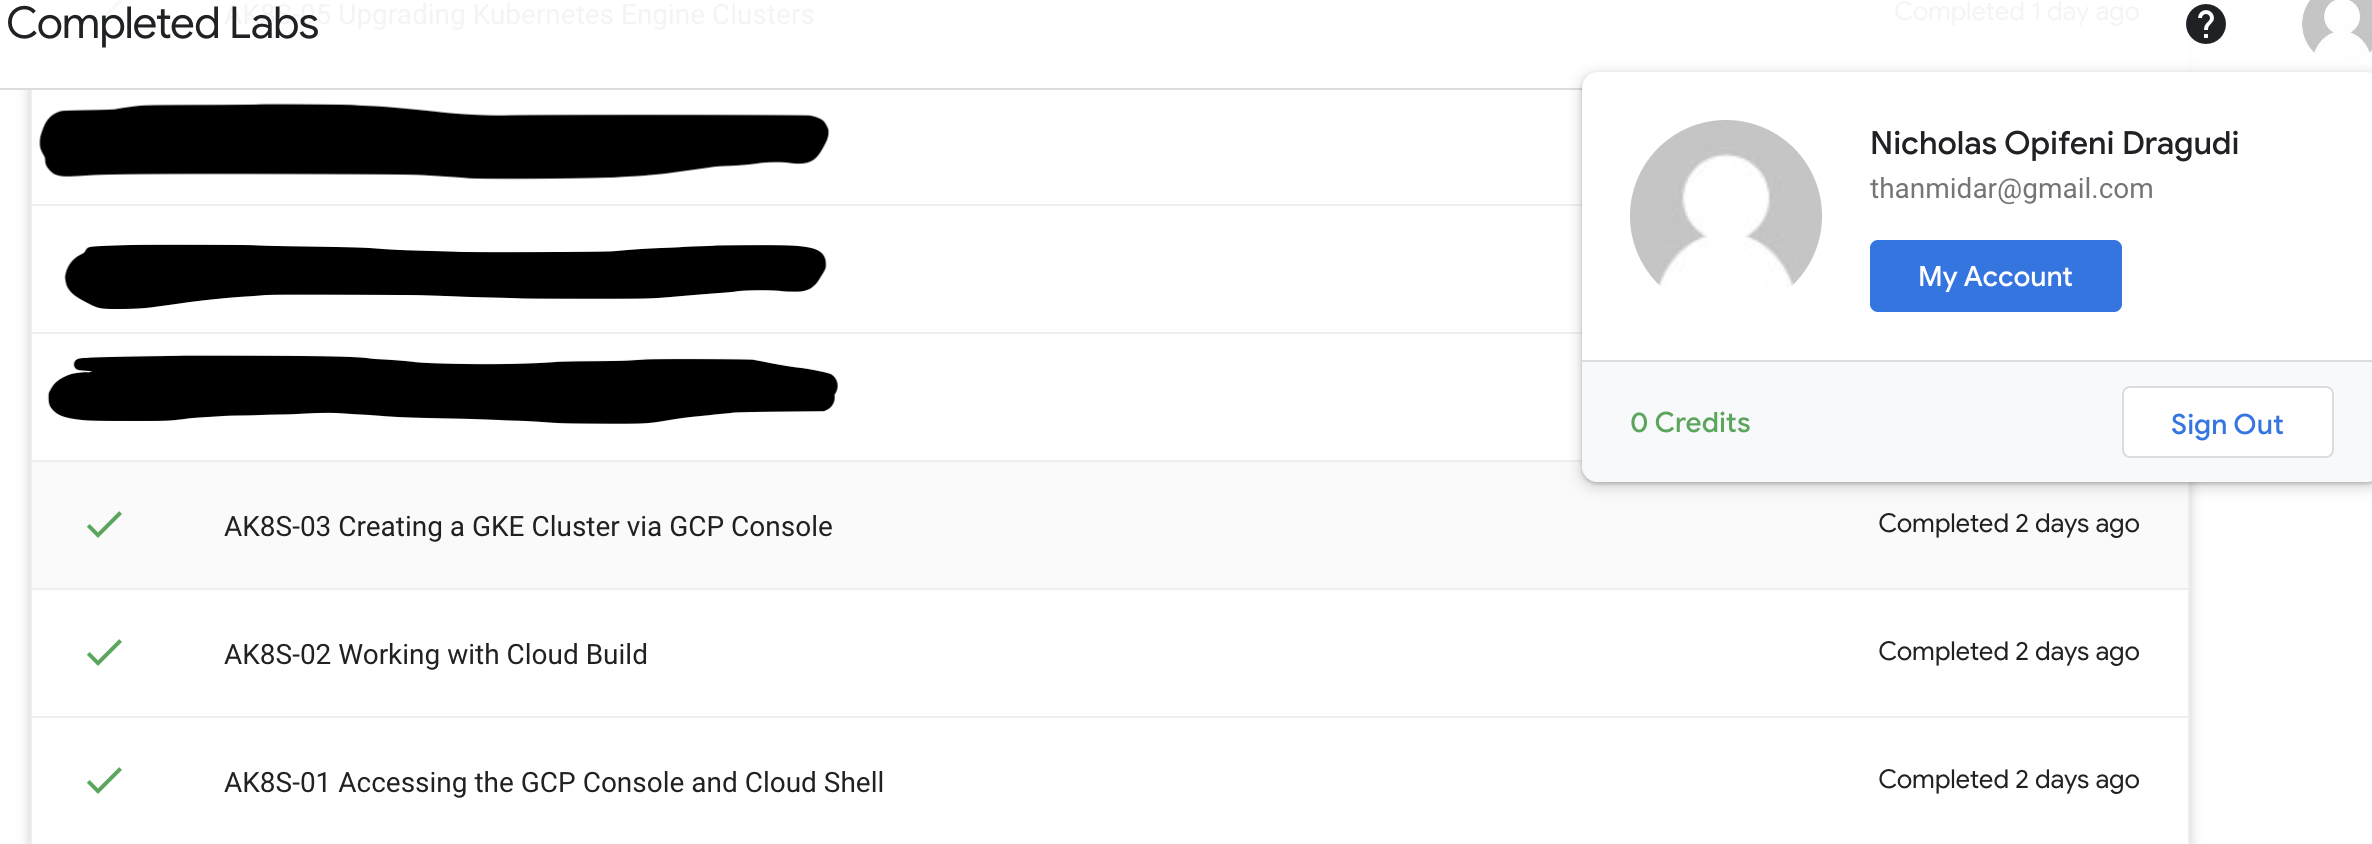 AK8S-05 Upgrading Kubernetes Engine Clusters
Completed 1 day ago
Completed Labs
?
Nicholas Opifeni Dragudi
thanmidar@gmail.com
My Account
0 Credits
Sign Out
AK8S-03 Creating a GKE Cluster via GCP Console
Completed 2 days ago
AK8S-02 Working with Cloud Build
Completed 2 days ago
AK8S-01 Accessing the GCP Console and Cloud Shell
Completed 2 days ago